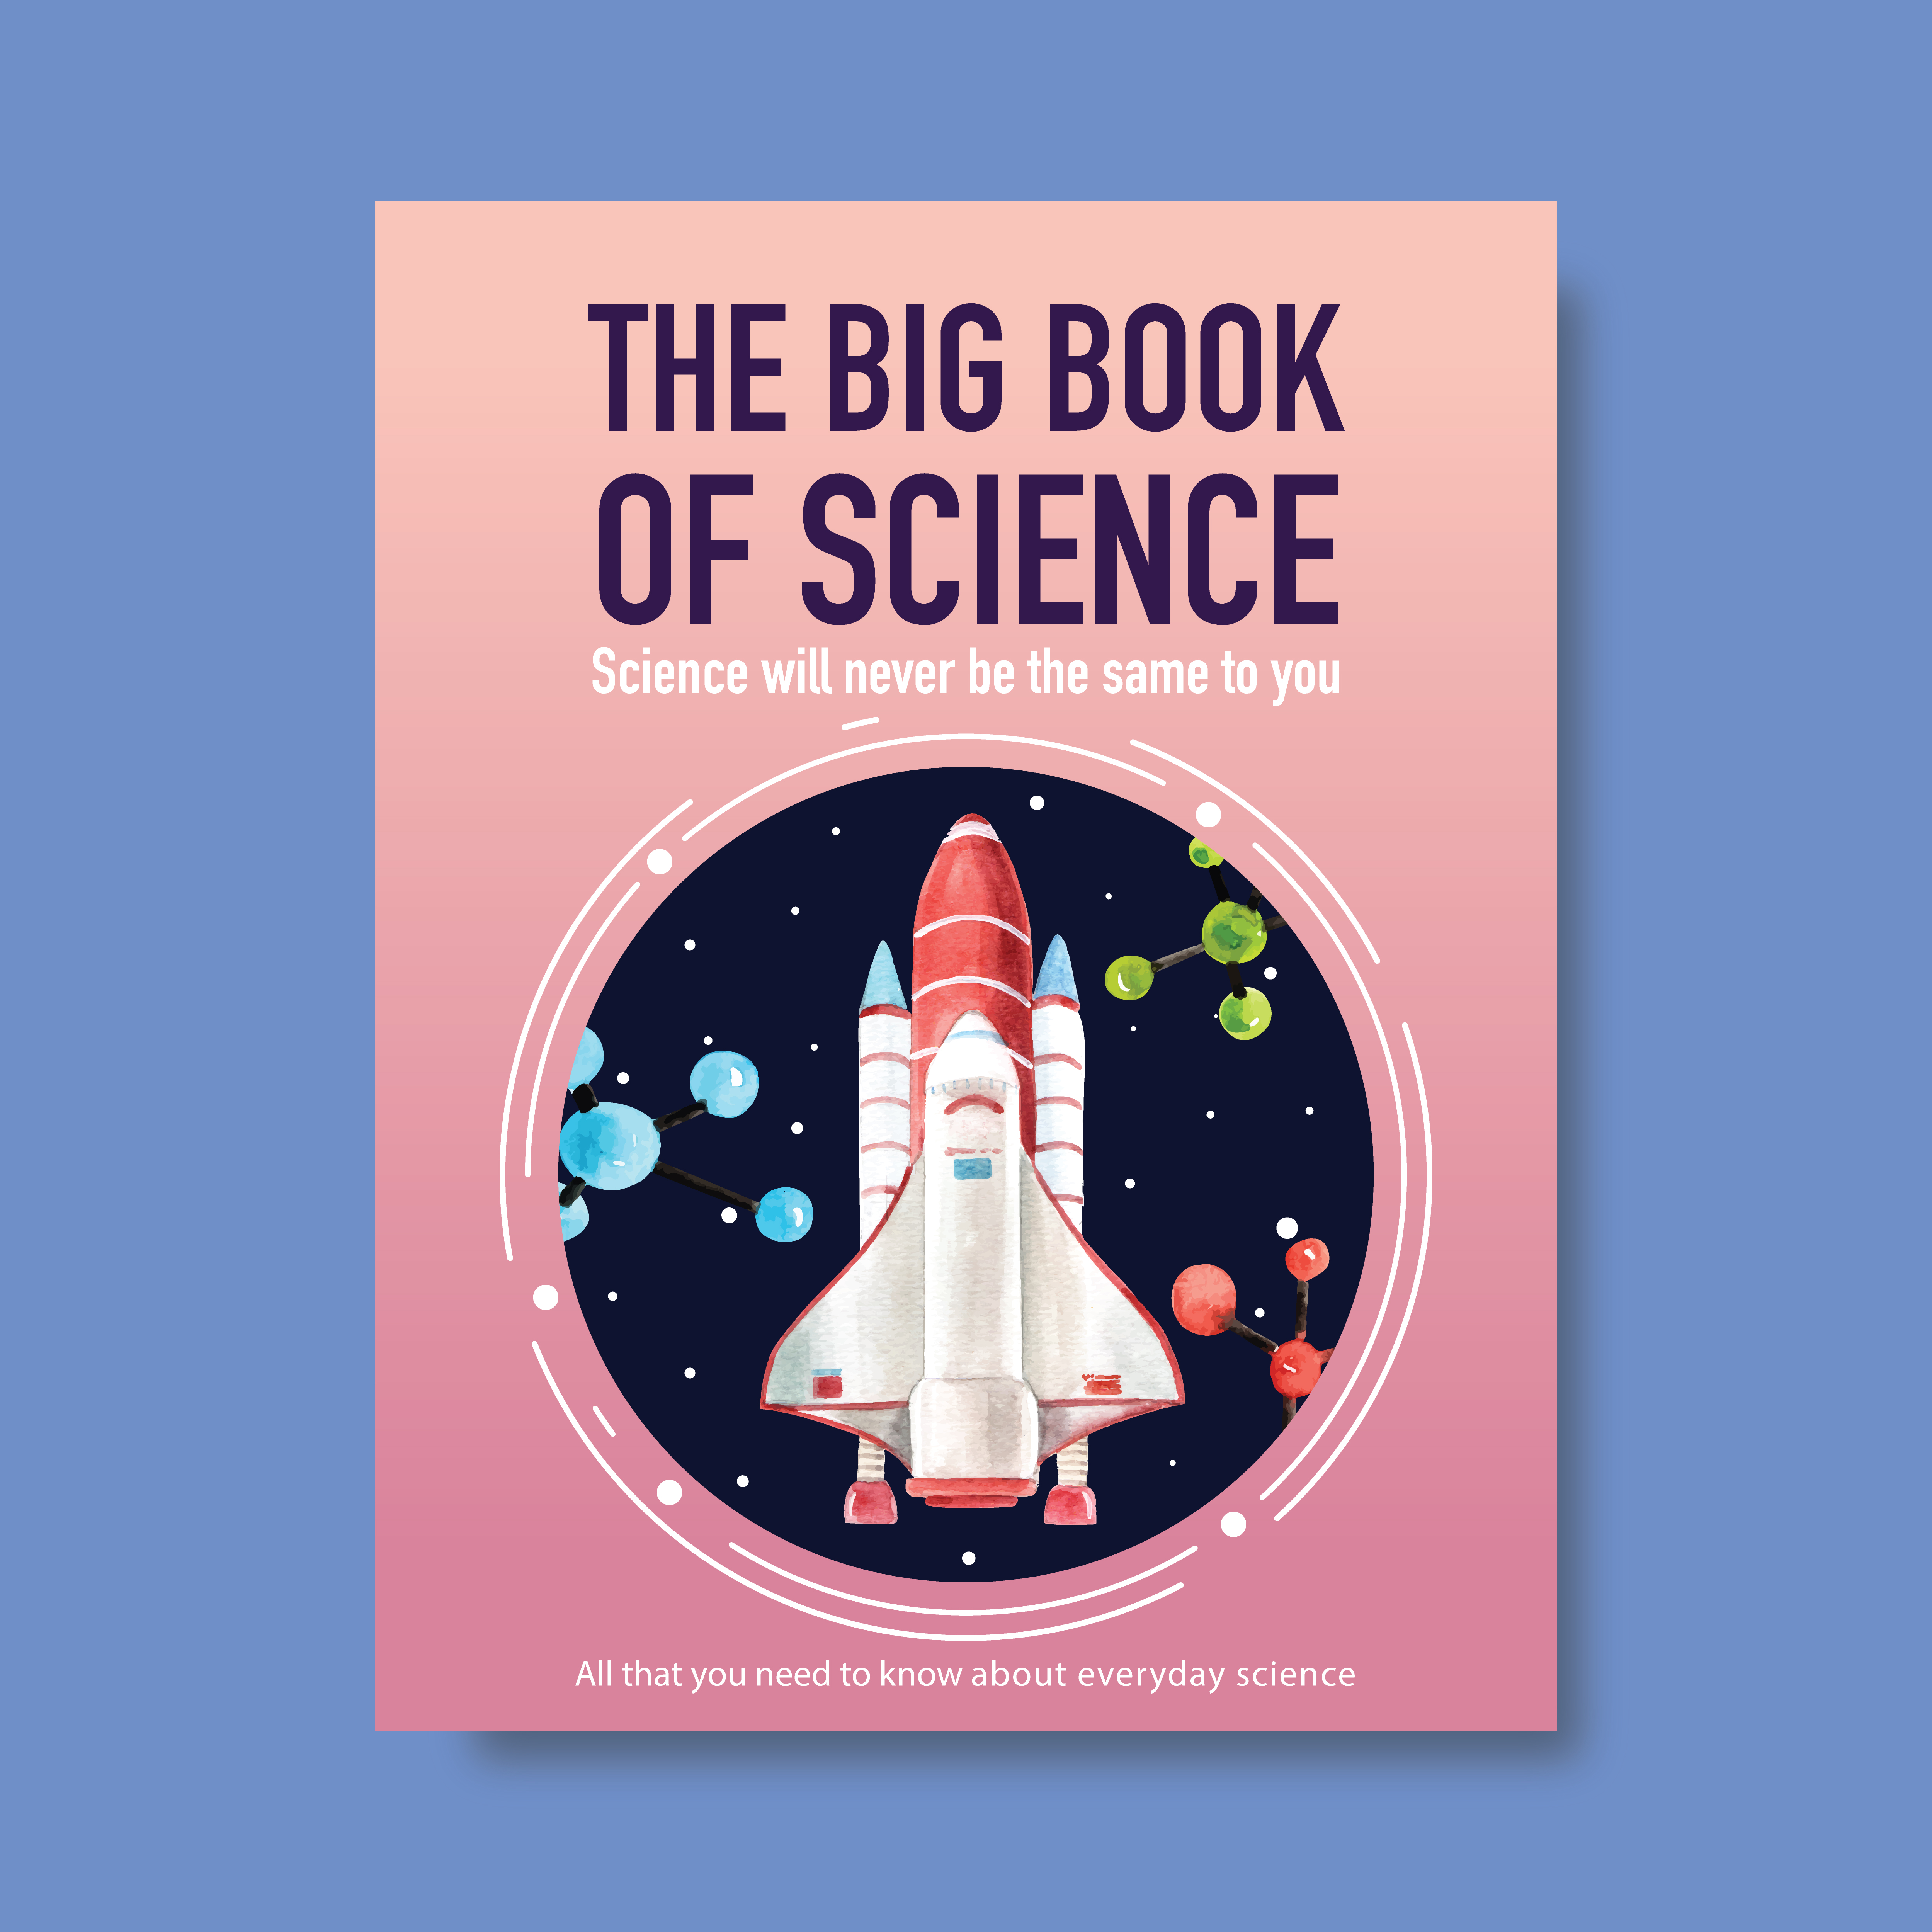 THE BIG BOOK
OF SCIENCE
Science will never be the same to you
All that you need to know about everyday science